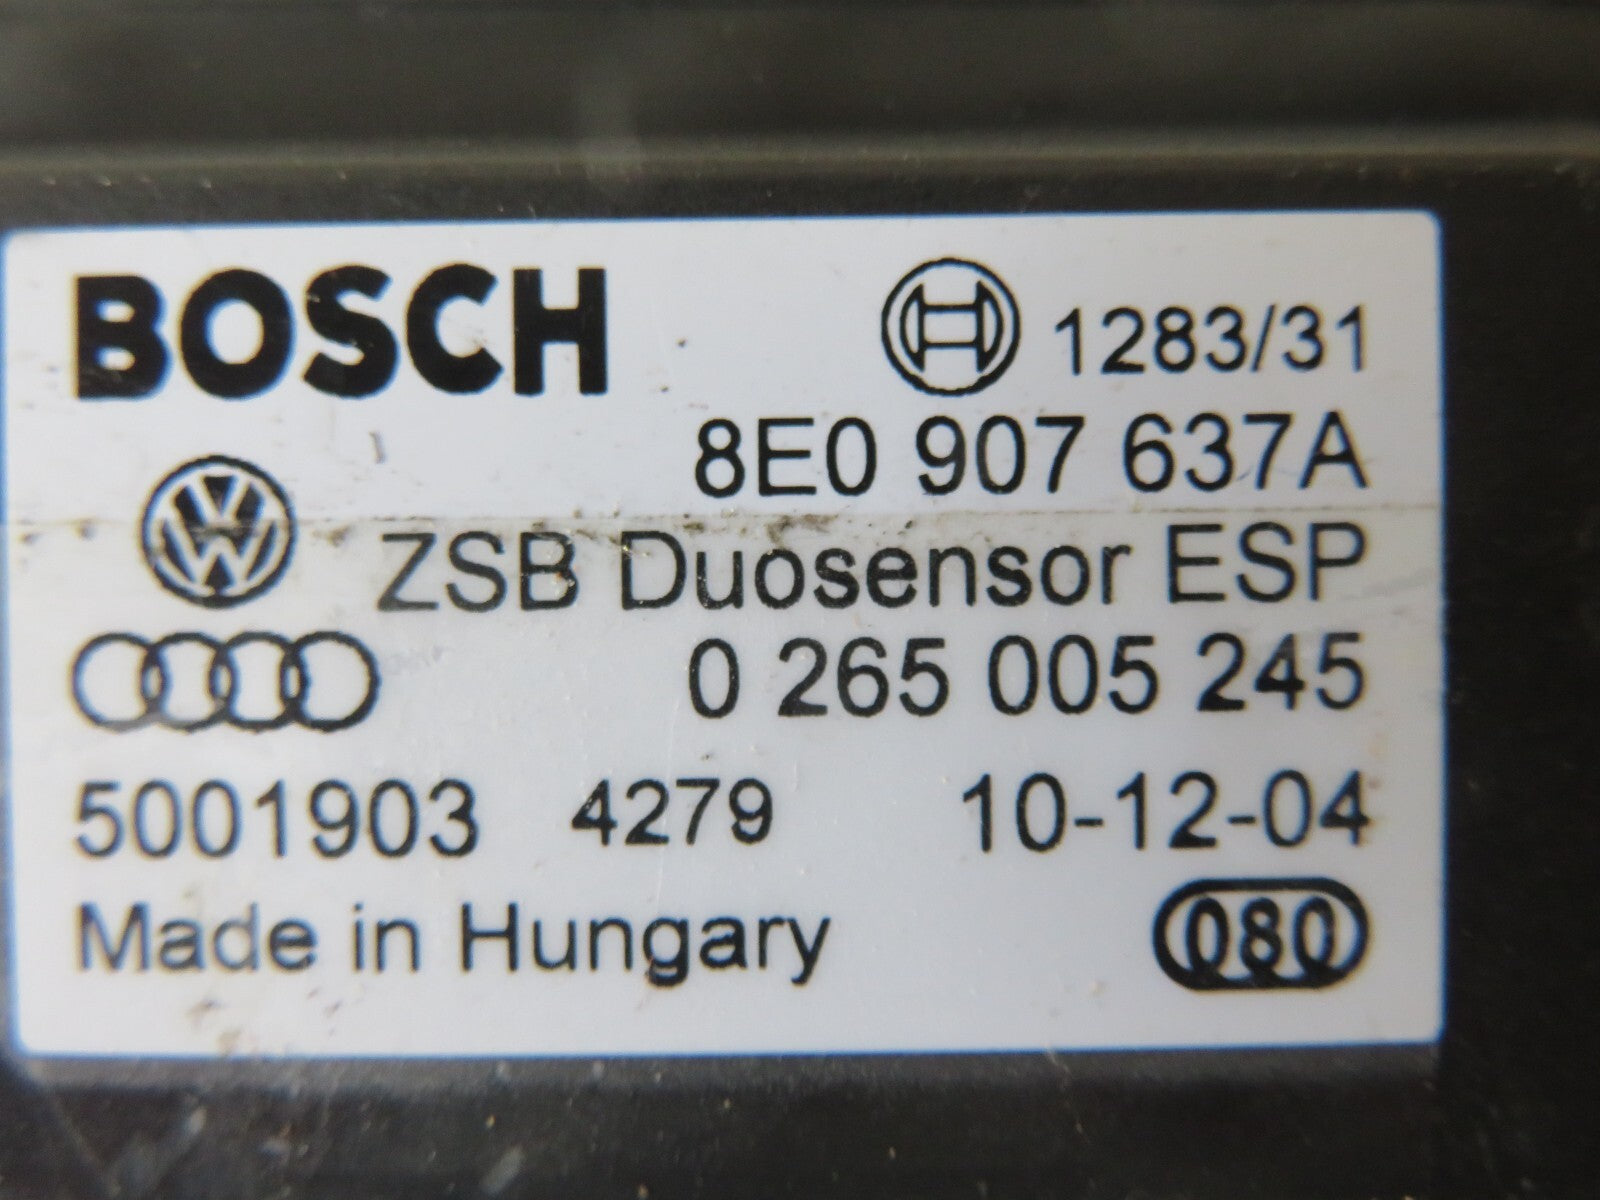 BOSCH 1283/31
8E0 907 637A
ZSB Duosensor ESP
0 265 005 245
5001903 4279 10-12-04
Made in Hungary 080